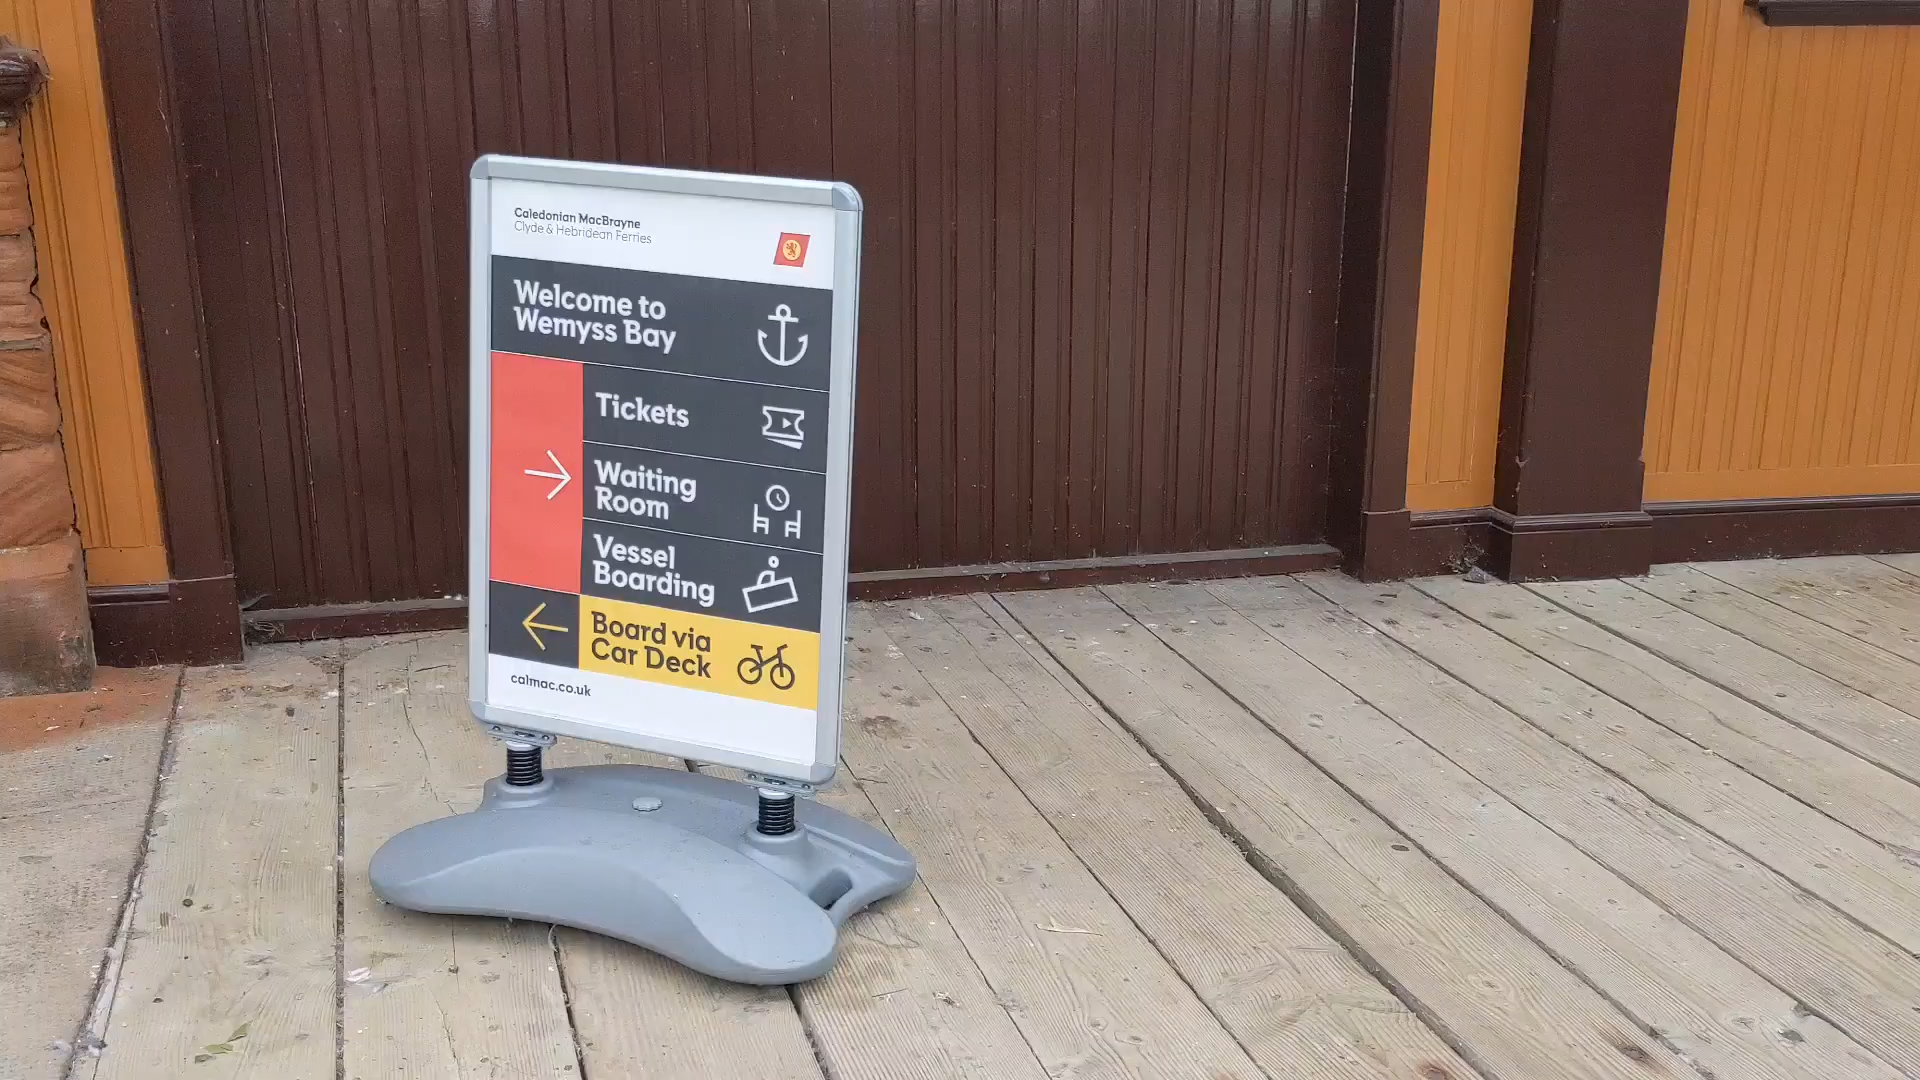 Caledonian MacBrayne
Clyde & Hebridean Ferries
Welcome to
Wemyss Bay
Tickets
Waiting
Room
Vessel
Boarding
Board via
Car Deck
calmac.co.uk